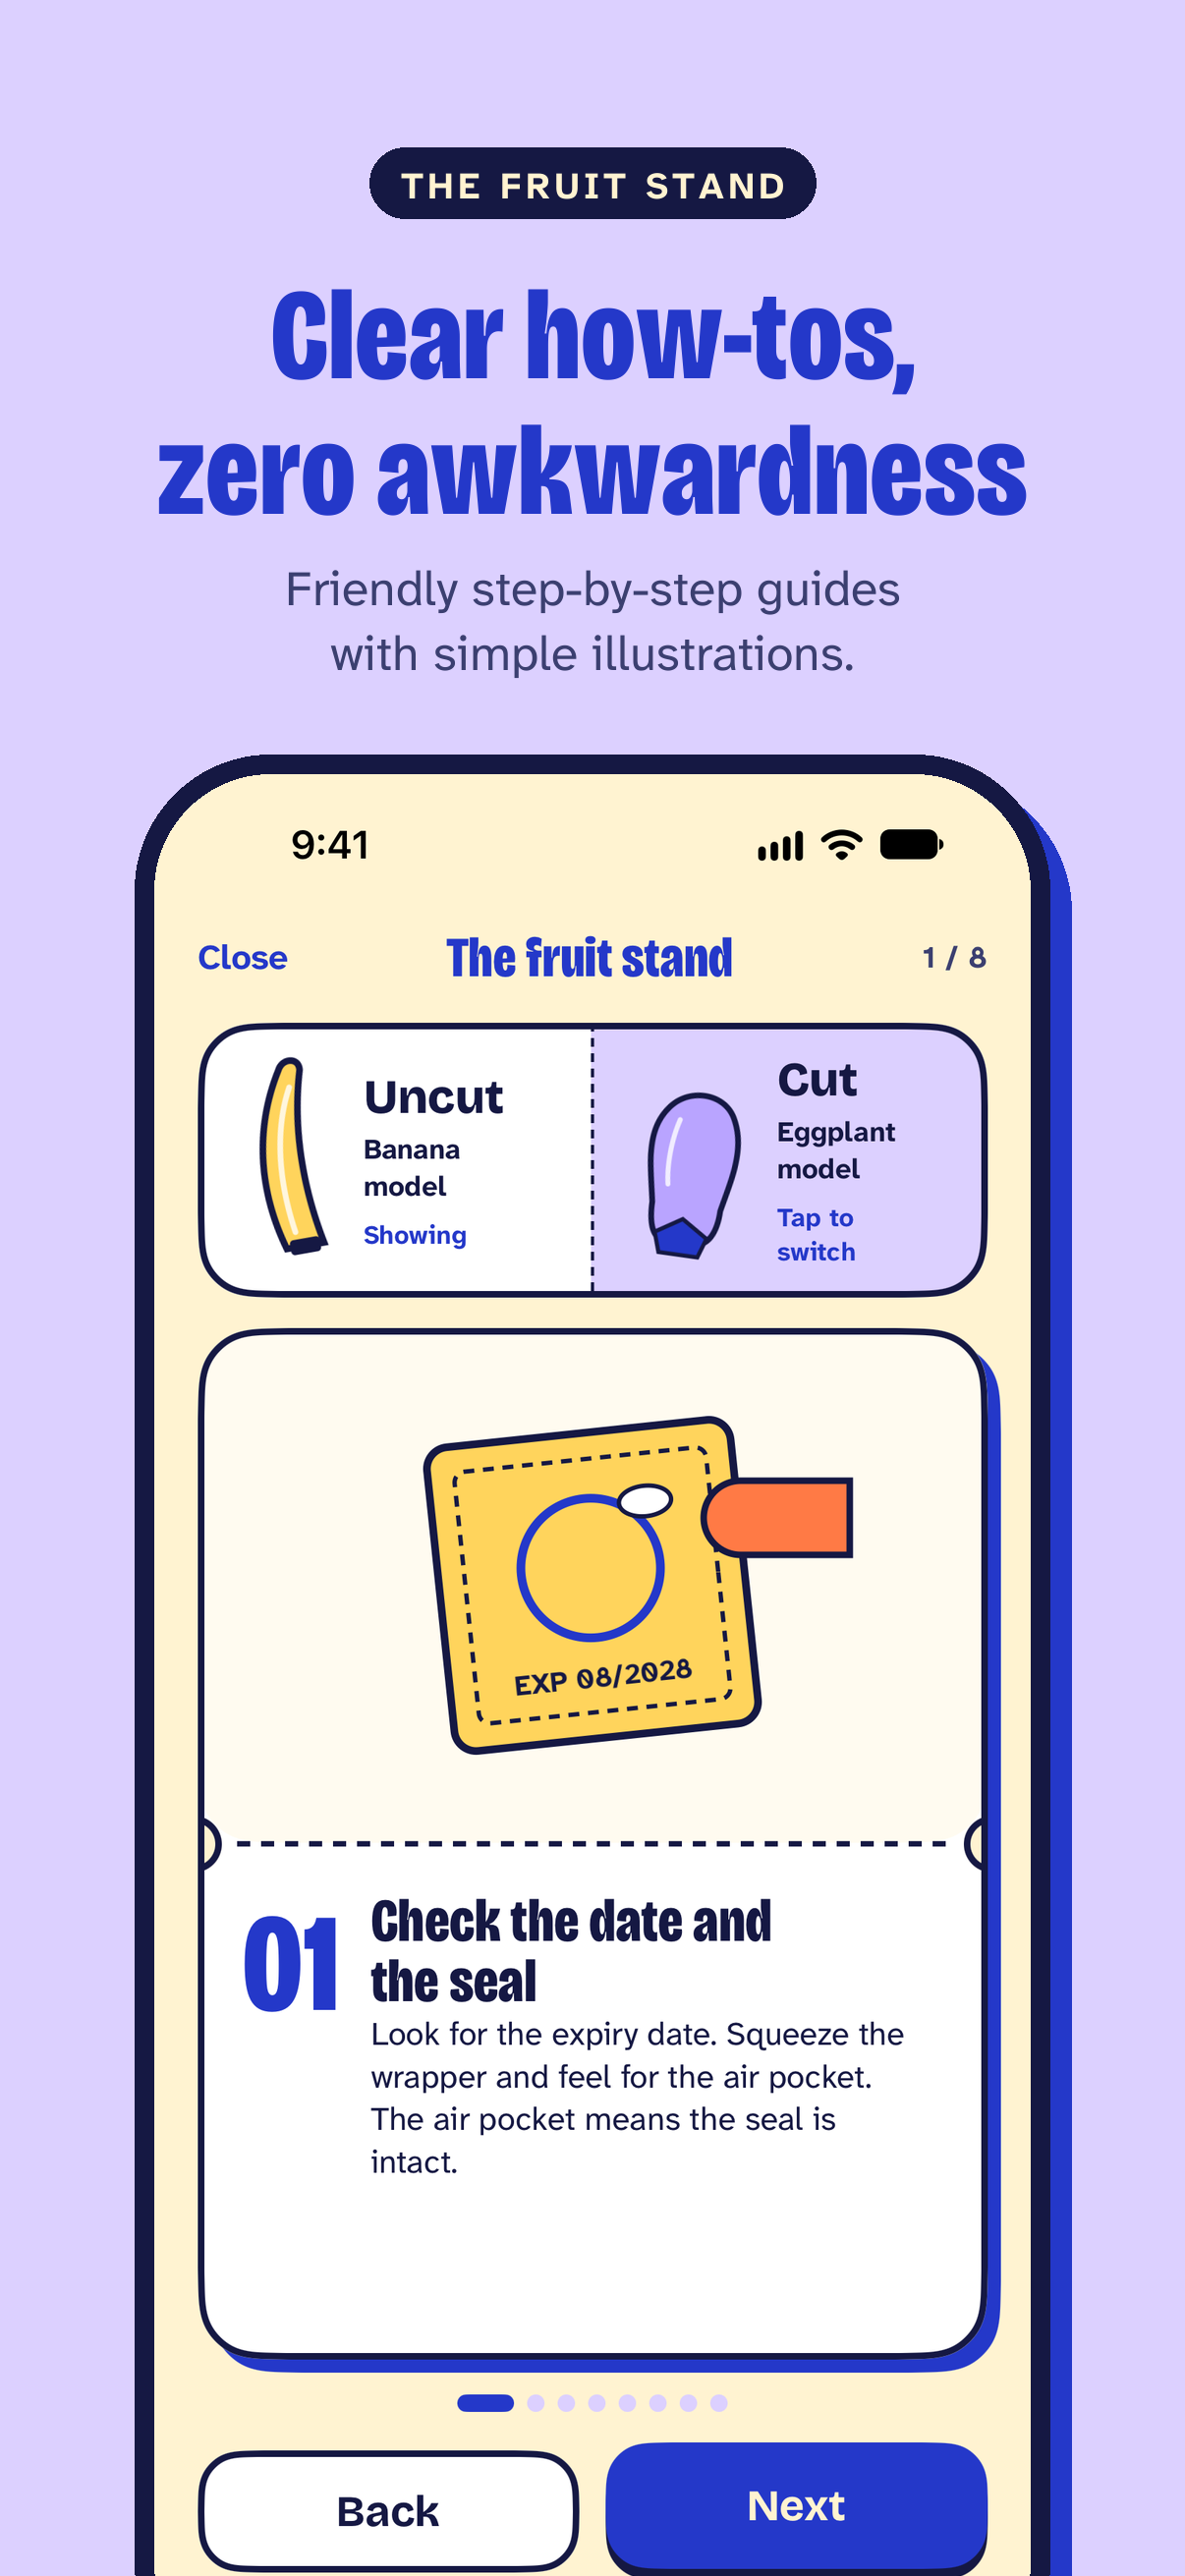 THE FRUIT STAND
Clear how-tos,
zero awkwardness
Friendly step-by-step guides
with simple illustrations.
9:41
Close
The fruit stand
1 / 8
Uncut
Banana
model
Showing
Cut
Eggplant
model
Tap to
switch
EXP 08/2028
01
Check the date and
the seal
Look for the expiry date. Squeeze the
wrapper and feel for the air pocket.
The air pocket means the seal is
intact.
Back
Next